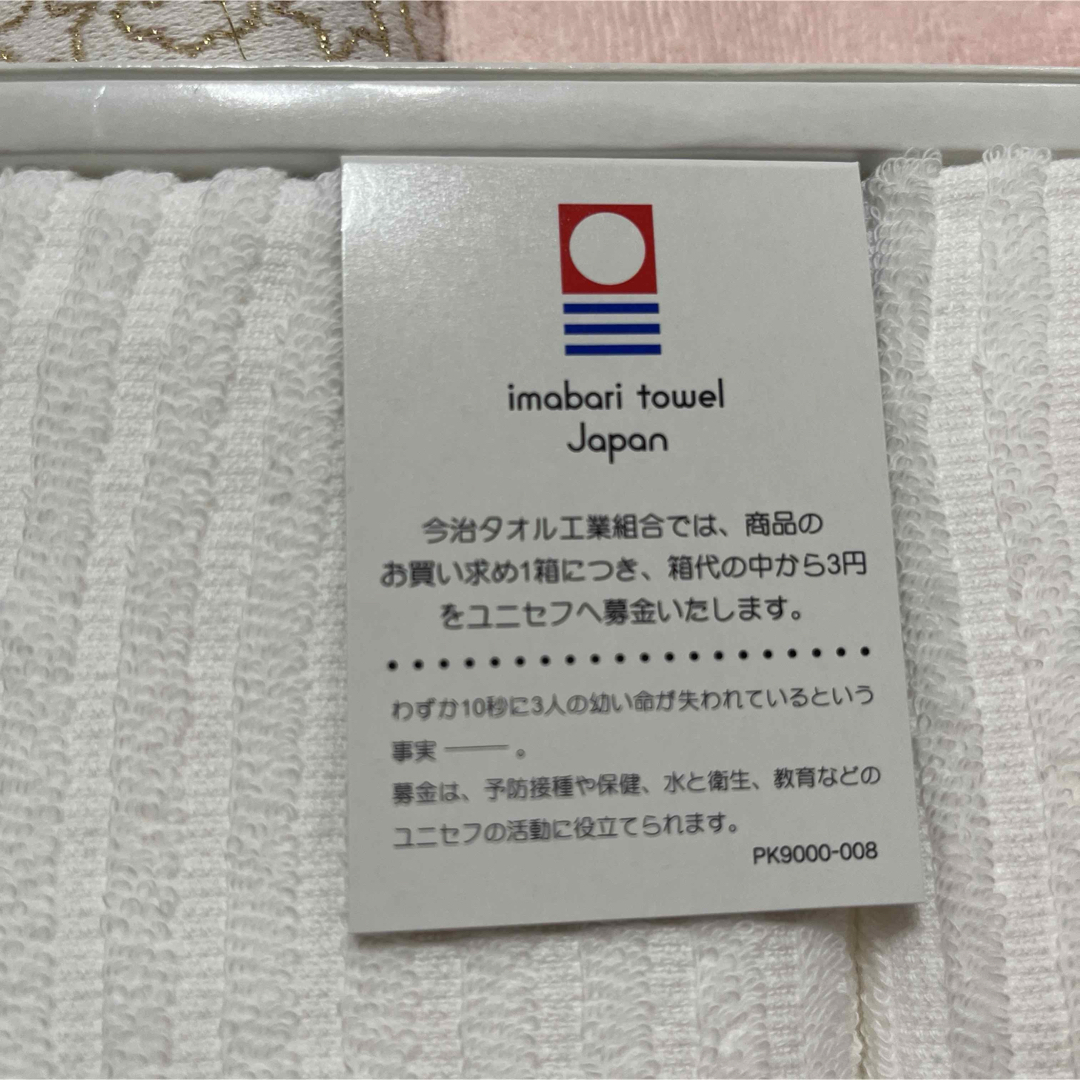 imabari towel
Japan
今治タオル工業組合では、商品の
お買い求め1箱につき、箱代の中から3円
をユニセフへ募金いたします。
わずか10秒に3人の幼い命が失われているという
事実 ─── 。
募金は、予防接種や保健、水と衛生、教育などの
ユニセフの活動に役立てられます。
PK9000-008